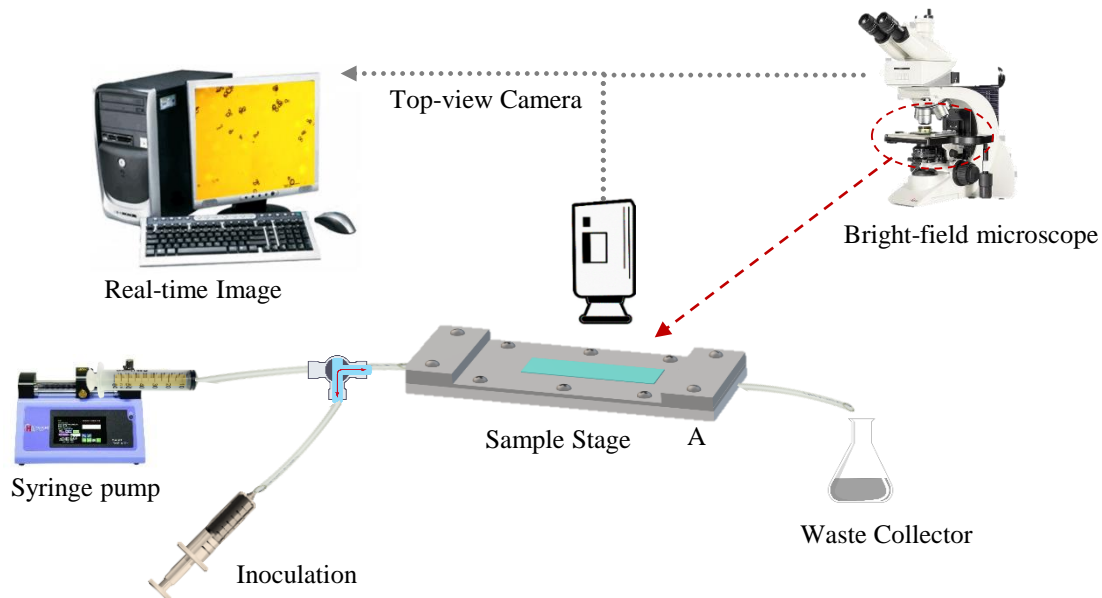 Top-view Camera
Bright-field microscope
Real-time Image
Sample Stage
A
Syringe pump
Waste Collector
Inoculation